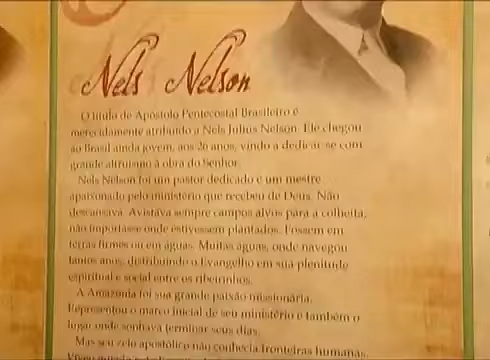 Nels Nelson
O título de Apóstolo Pentecostal Brasileiro é
merecidamente atribuído a Nels Julius Nelson. Ele chegou
ao Brasil ainda jovem, aos 26 anos, vindo a dedicar-se com
grande altruísmo à obra do Senhor.
Nels Nelson foi um pastor dedicado e um mestre
apaixonado pelo ministério que recebeu de Deus. Não
descansava. Avistava sempre campos alvos para a colheita,
não importasse onde estivessem plantados. Fossem em
terras firmes ou em águas. Muitas águas, onde navegou
tantos anos, distribuindo o Evangelho em sua plenitude
espiritual e social entre os ribeirinhos.
A Amazônia foi sua grande paixão missionária.
Representou o marco inicial de seu ministério e também o
lugar onde sonhava terminar seus dias.
Mas seu zelo apostólico não conhecia fronteiras humanas.